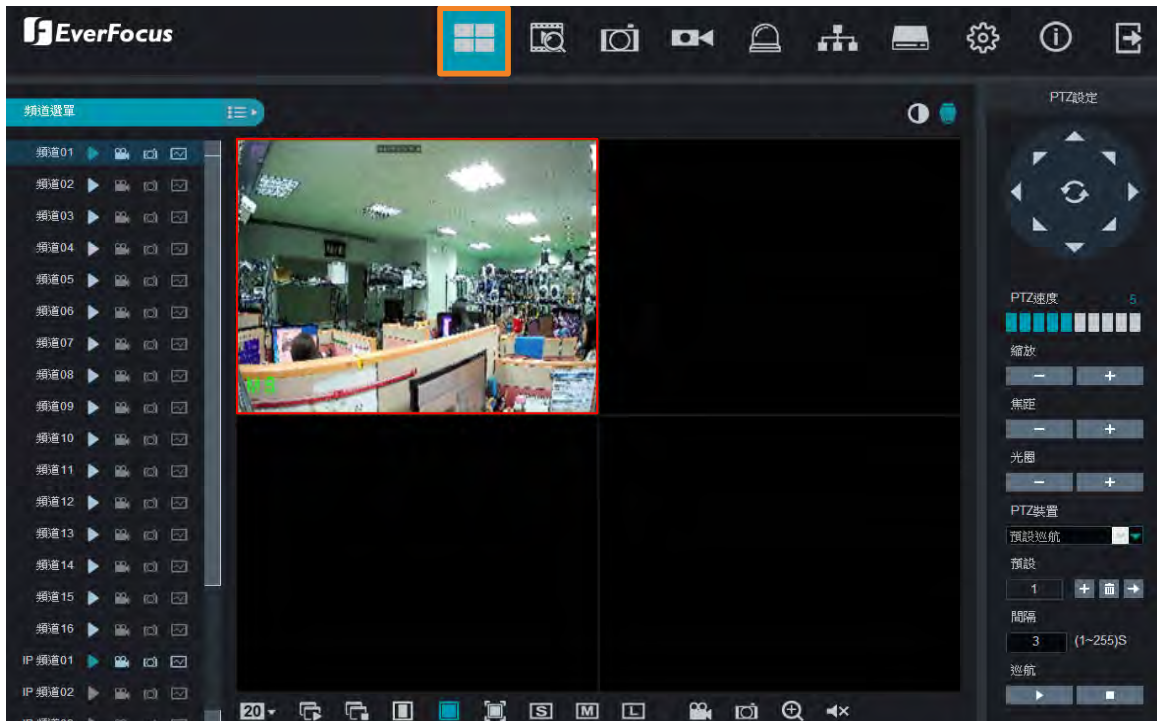 EverFocus
頻道選單
PTZ設定
頻道01
頻道02
頻道03
頻道04
頻道05
頻道06
頻道07
頻道08
頻道09
頻道10
頻道11
頻道12
頻道13
頻道14
頻道15
頻道16
IP 頻道01
IP 頻道02
PTZ速度 5
縮放
焦距
光圈
PTZ裝置
預設巡航
預設
1
間隔
3 (1~255)S
巡航
20
S M L